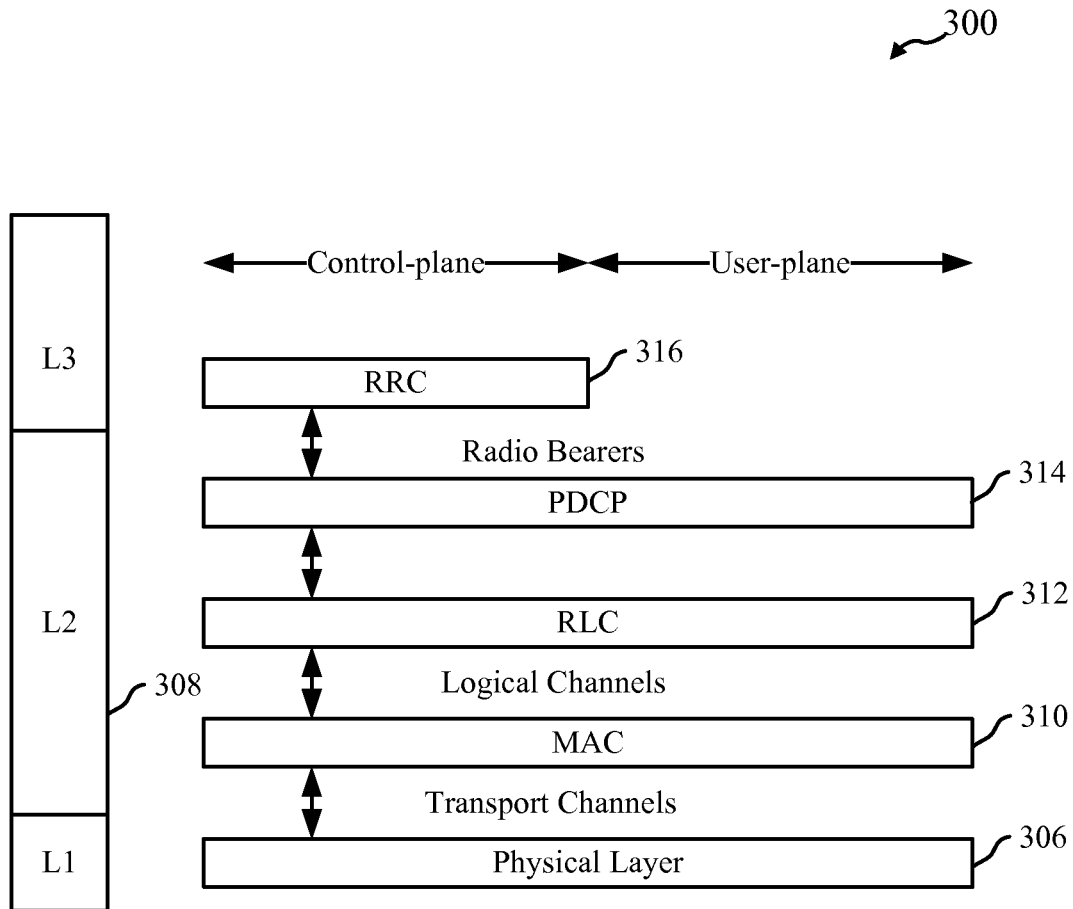 300
Control-plane
User-plane
L3
316
RRC
Radio Bearers
314
PDCP
312
L2
RLC
308
Logical Channels
310
MAC
Transport Channels
306
L1
Physical Layer